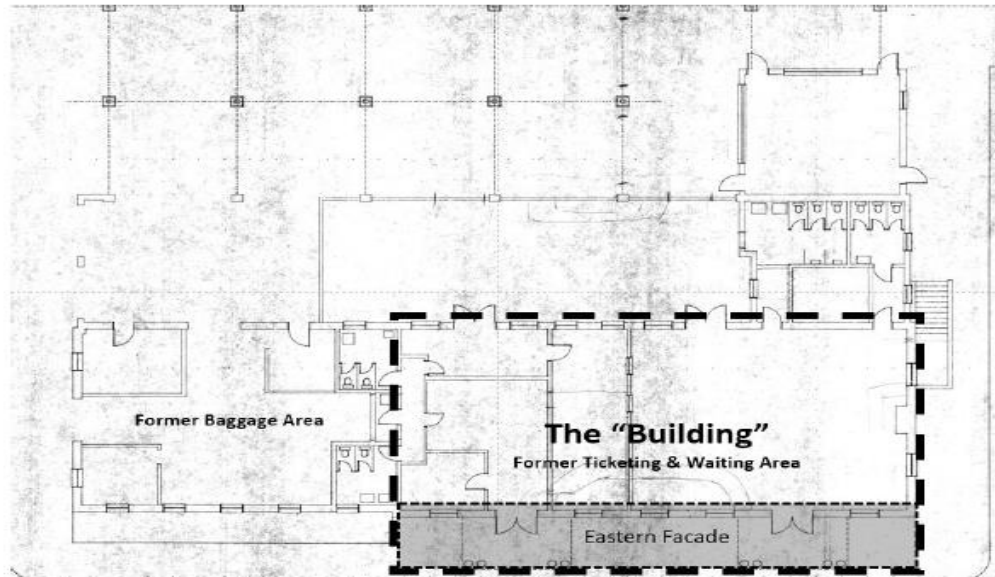 Former Baggage Area
The “Building”
Former Ticketing & Waiting Area
Eastern Facade